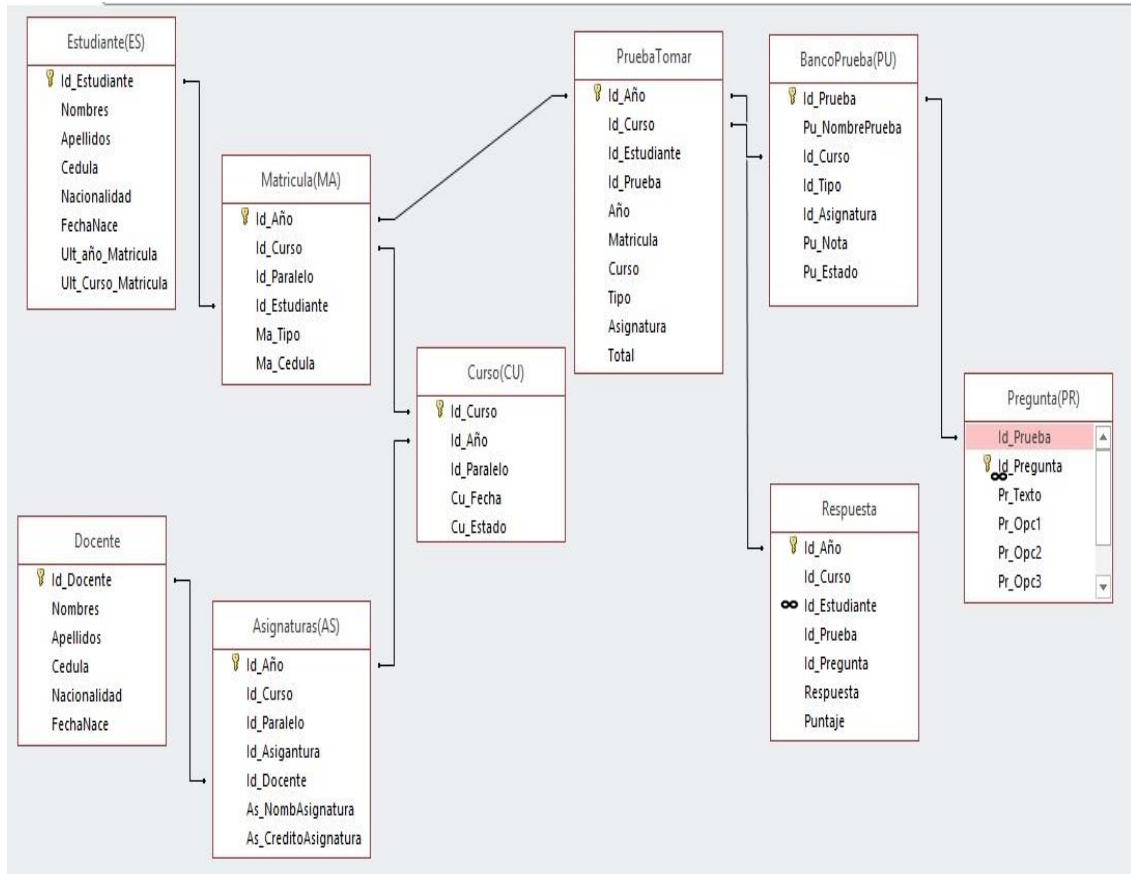 Estudiante(ES)
Id_Estudiante
Nombres
Apellidos
Cedula
Nacionalidad
FechaNace
Ult_año_Matricula
Ult_Curso_Matricula
Matricula(MA)
Id_Año
Id_Curso
Id_Paralelo
Id_Estudiante
Ma_Tipo
Ma_Cedula
PruebaTomar
Id_Año
Id_Curso
Id_Estudiante
Id_Prueba
Año
Matricula
Curso
Tipo
Asignatura
Total
BancoPrueba(PU)
Id_Prueba
Pu_NombrePrueba
Id_Curso
Id_Tipo
Id_Asignatura
Pu_Nota
Pu_Estado
Curso(CU)
Id_Curso
Id_Año
Id_Paralelo
Cu_Fecha
Cu_Estado
Pregunta(PR)
Id_Prueba
Id_Pregunta
Pr_Texto
Pr_Opc1
Pr_Opc2
Pr_Opc3
Docente
Id_Docente
Nombres
Apellidos
Cedula
Nacionalidad
FechaNace
Asignaturas(AS)
Id_Año
Id_Curso
Id_Paralelo
Id_Asigantura
Id_Docente
As_NombAsignatura
As_CreditoAsignatura
Respuesta
Id_Año
Id_Curso
Id_Estudiante
Id_Prueba
Id_Pregunta
Respuesta
Puntaje